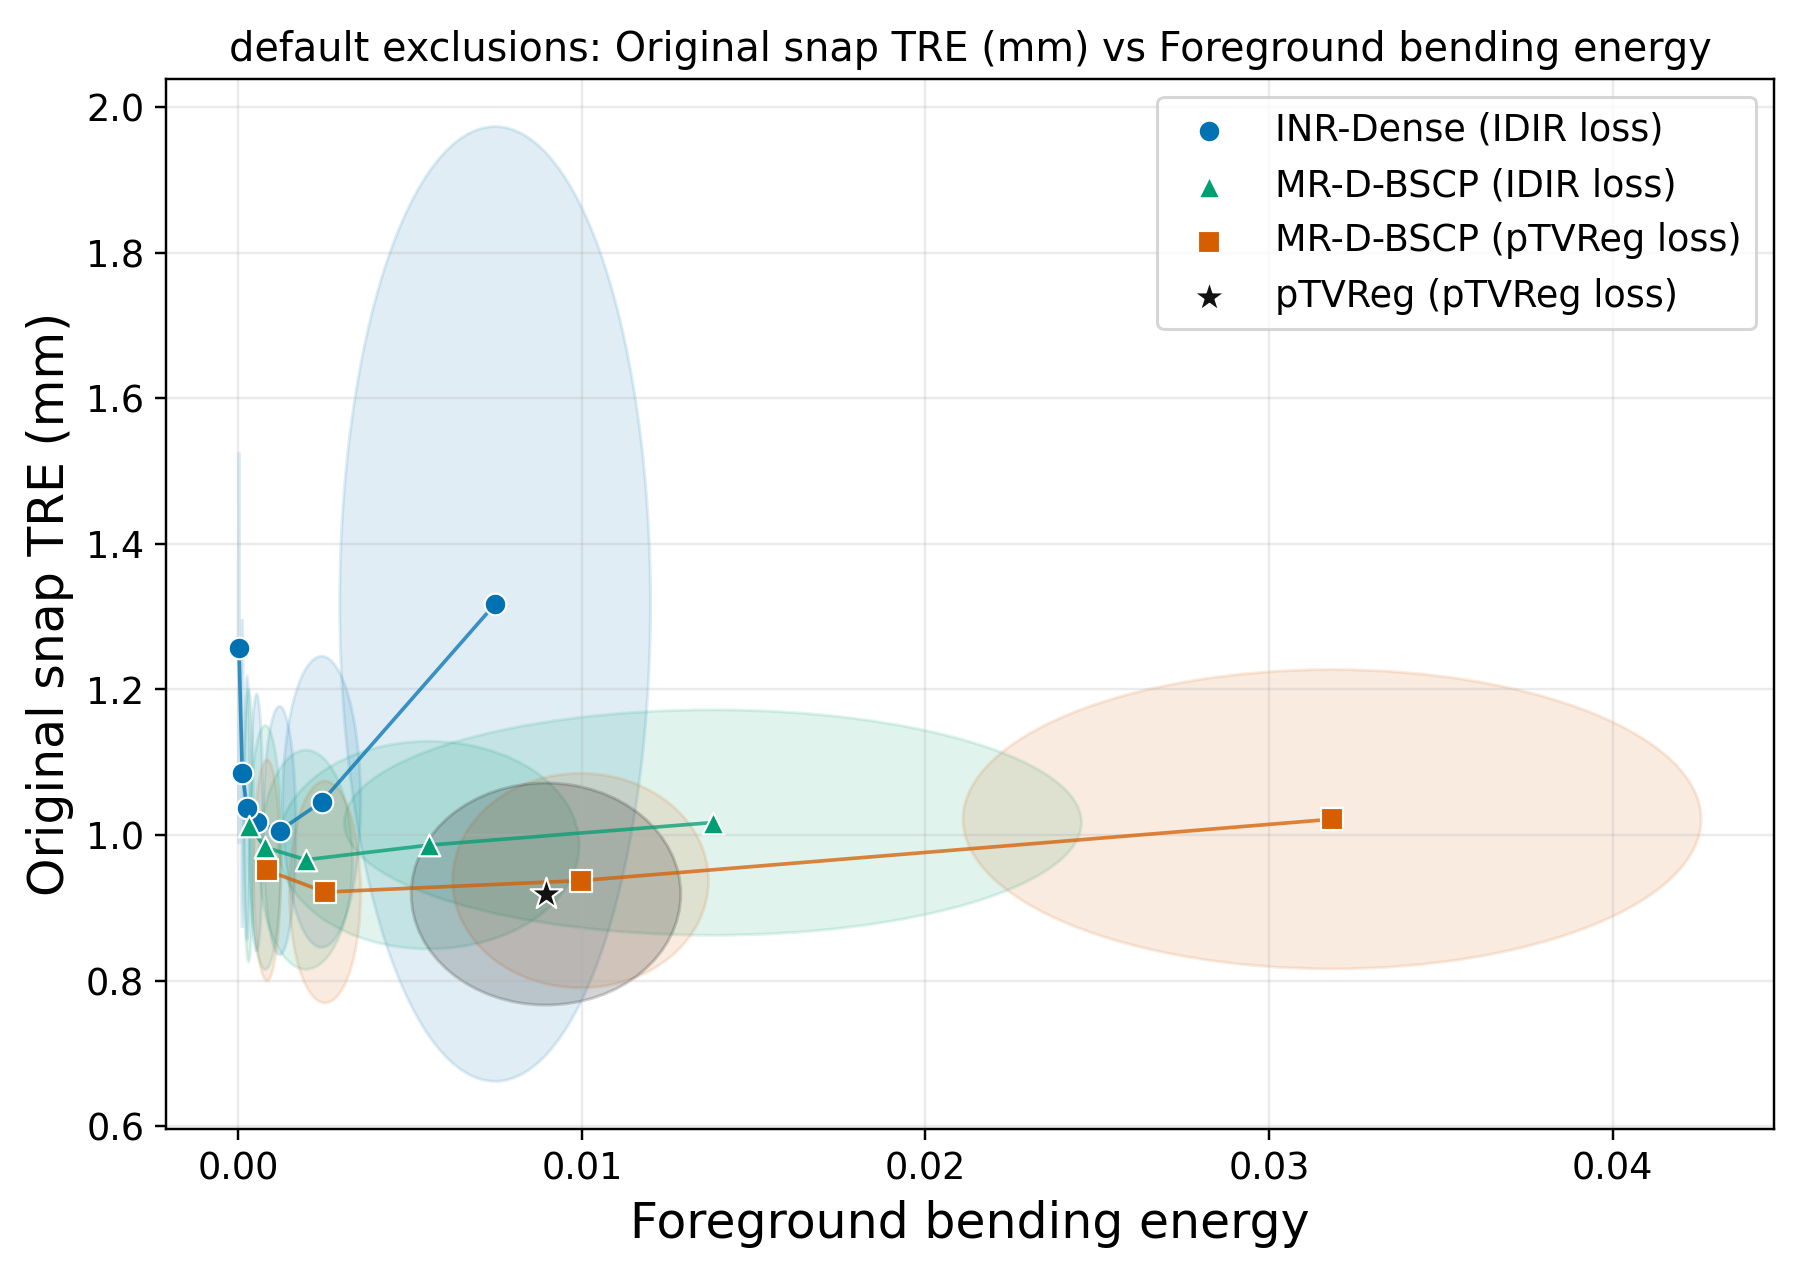 default exclusions: Original snap TRE (mm) vs Foreground bending energy
INR-Dense (IDIR loss)
MR-D-BSCP (IDIR loss)
MR-D-BSCP (pTVReg loss)
pTVReg (pTVReg loss)
Original snap TRE (mm)
2.0
1.8
1.6
1.4
1.2
1.0
0.8
0.6
0.00 0.01 0.02 0.03 0.04
Foreground bending energy